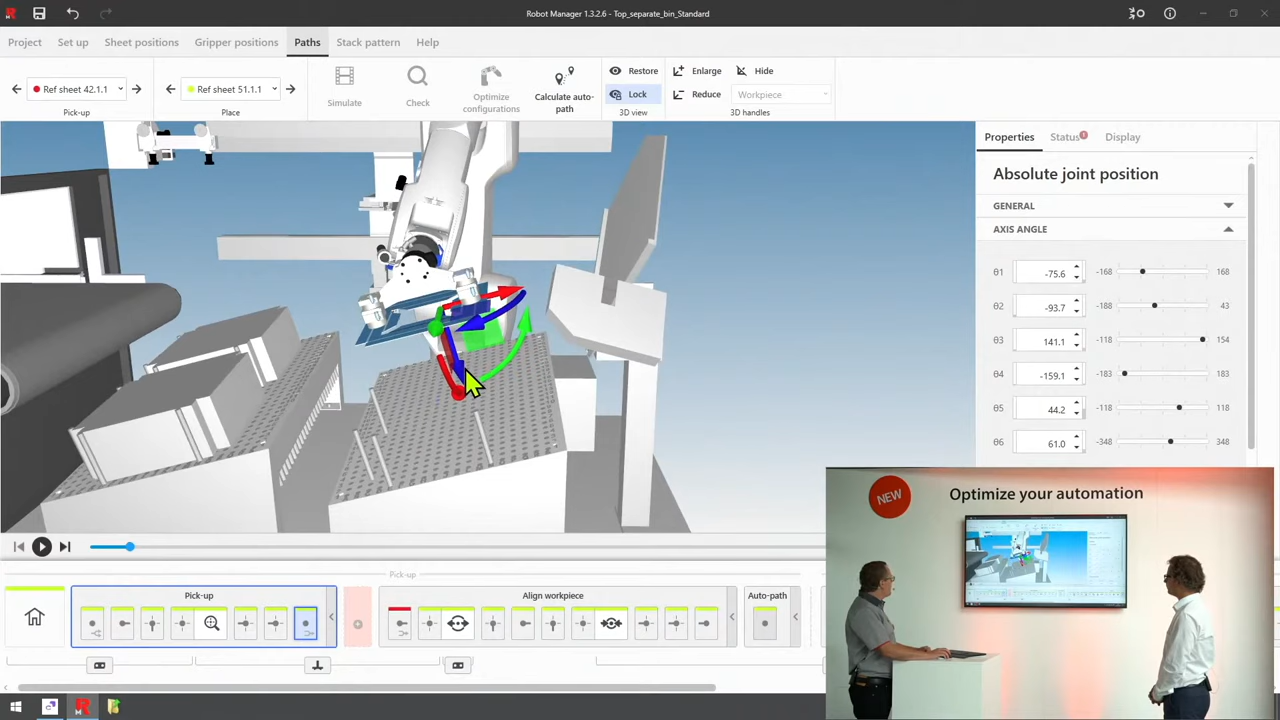 Robot Manager 1.3.2.6 - Top_separate_bin_Standard
Project Set up Sheet positions Gripper positions Paths Stack pattern Help
Ref sheet 42.1.1
Pick-up
Ref sheet 51.1.1
Place
Simulate
Check
Optimize
configurations
Calculate auto-
path
Restore
Lock
3D view
Enlarge
Hide
Reduce
Workpiece
3D handles
Properties Status Display
Absolute joint position
GENERAL
AXIS ANGLE
θ1 -75.6 -168 168
θ2 -93.7 -188 43
θ3 141.1 -118 154
θ4 -159.1 -183 183
θ5 44.2 -118 118
θ6 61.0 -348 348
NEW
Optimize your automation
Pick-up
Pick-up
Align workpiece
Auto-path